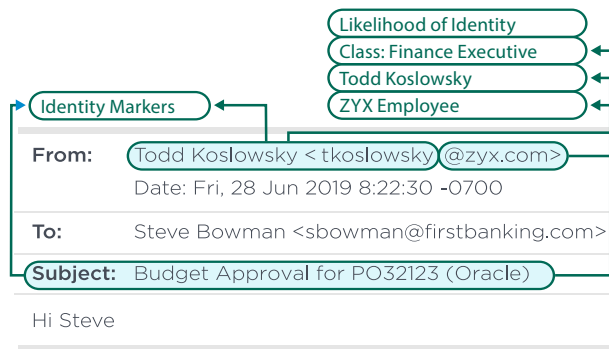 Likelihood of Identity
Class: Finance Executive
Todd Koslowsky
ZYX Employee
Identity Markers
From: Todd Koslowsky <tkoslowsky @zyx.com>
Date: Fri, 28 Jun 2019 8:22:30 -0700
To: Steve Bowman <sbowman@firstbanking.com>
Subject: Budget Approval for PO32123 (Oracle)
Hi Steve